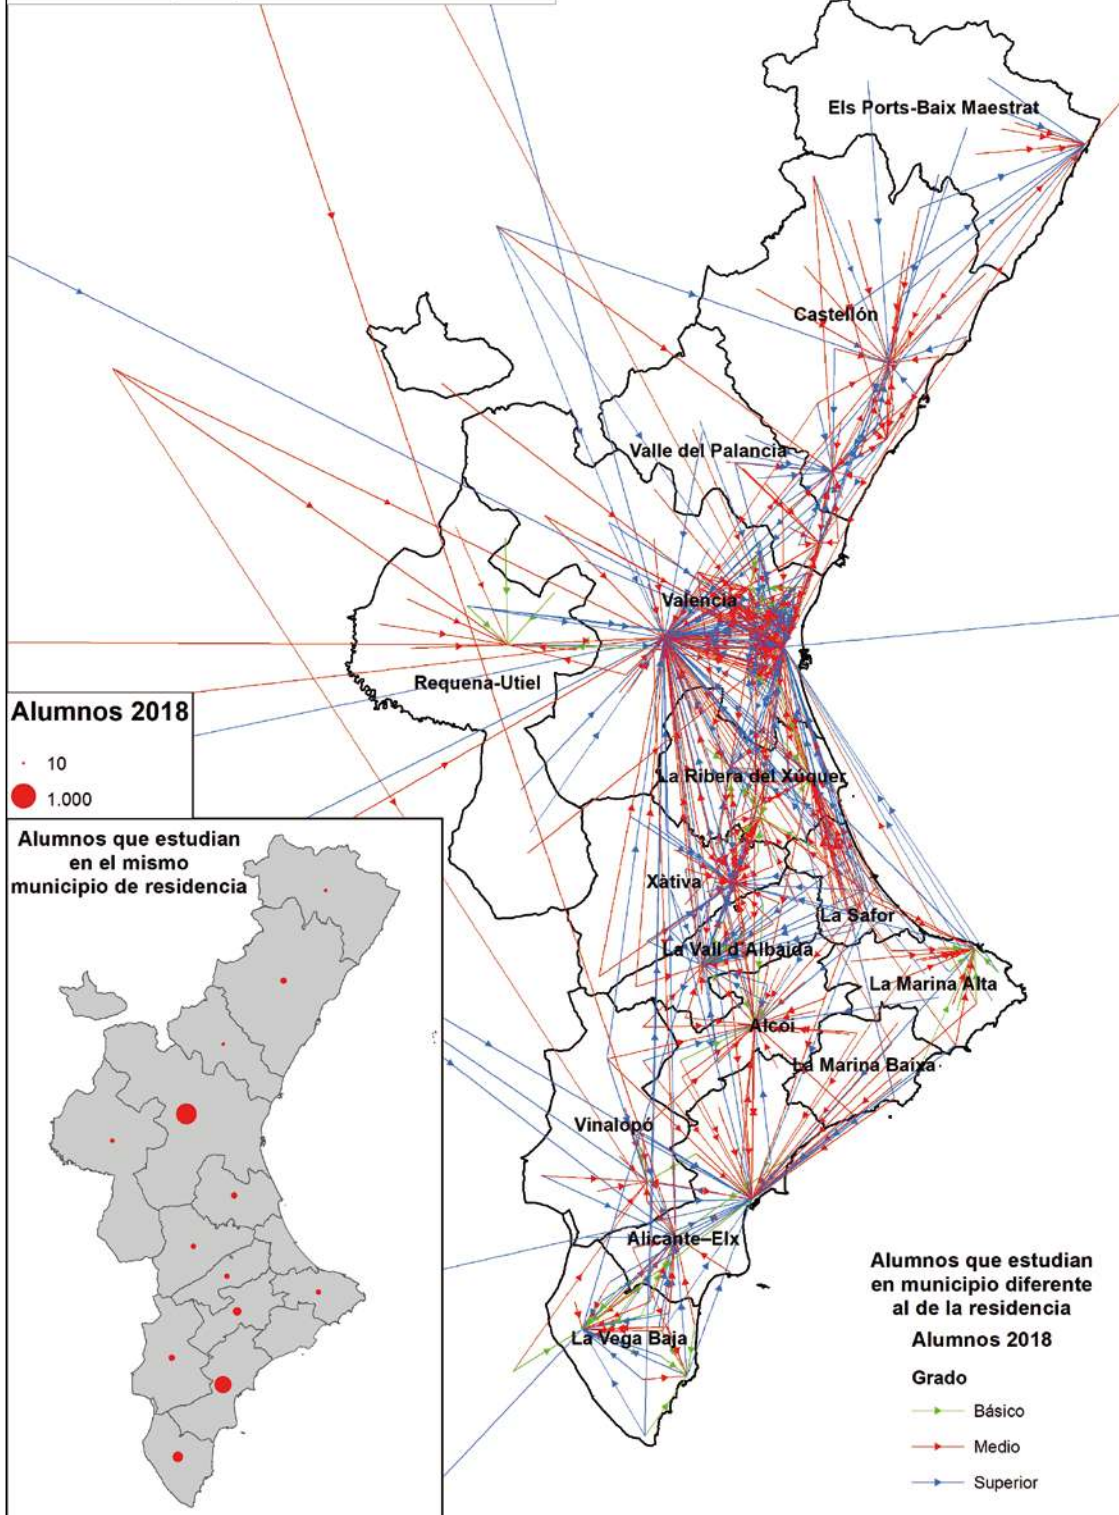 Els Ports-Baix Maestrat
Castellón
Valle del Palancia
Valencia
Requena-Utiel
La Ribera del Xúquer
Xàtiva
La Safor
La Vall d'Albaida
La Marina Alta
Alcoi
La Marina Baixa
Vinalopó
Alicante–Elx
La Vega Baja
Alumnos 2018
10
1.000
Alumnos que estudian
en el mismo
municipio de residencia
Alumnos que estudian
en municipio diferente
al de la residencia
Alumnos 2018
Grado
Básico
Medio
Superior